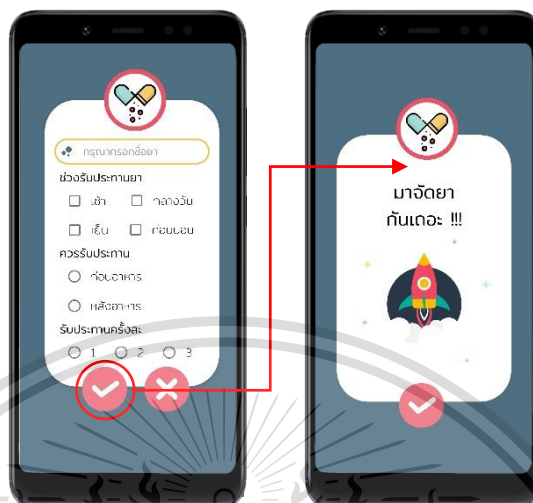 กรุณากรอกชื่อยา
ช่วงรับประทานยา
เช้า กลางวัน
เย็น ก่อนนอน
ควรรับประทาน
ก่อนอาหาร
หลังอาหาร
รับประทานครั้งละ
1 2 3
มาจัดยา
กันเถอะ !!!